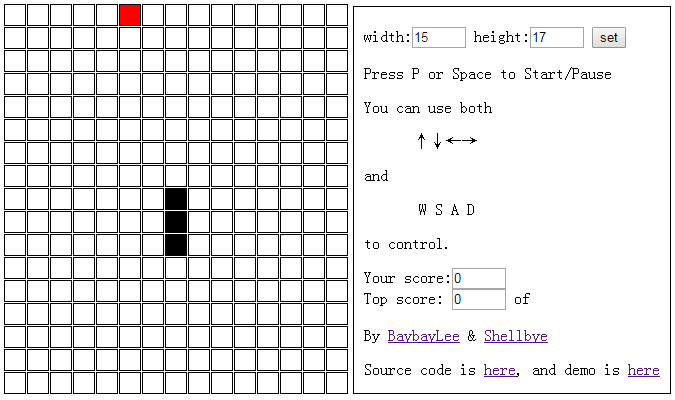 width:15 height:17 set
Press P or Space to Start/Pause
You can use both
↑↓←→
and
W S A D
to control.
Your score:0
Top score: 0 of
By BaybayLee & Shellbye
Source code is here, and demo is here